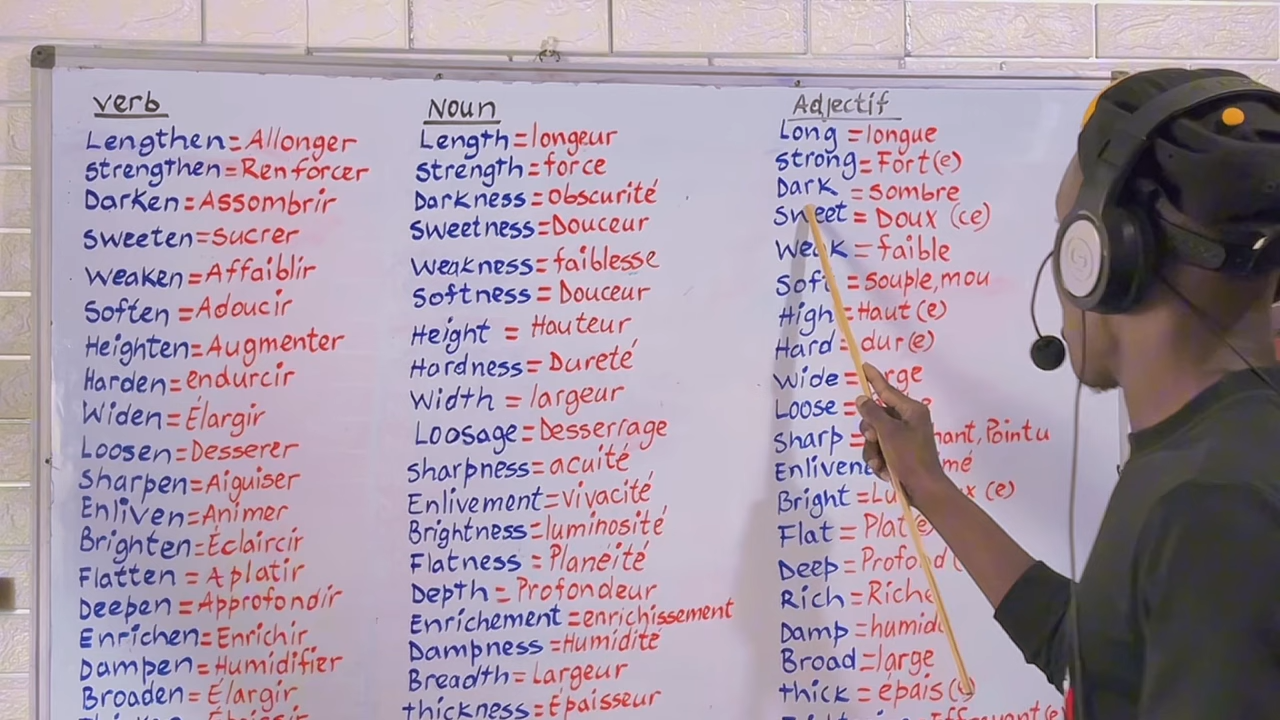 Verb
Lengthen = Allonger
Strengthen = Renforcer
Darken = Assombrir
Sweeten = Sucrer
Weaken = Affaiblir
Soften = Adoucir
Heighten = Augmenter
Harden = endurcir
Widen = Élargir
Loosen = Desserer
Sharpen = Aiguiser
Enliven = Animer
Brighten = Éclaircir
Flatten = Aplatir
Deepen = Approfondir
Enrichen = Enrichir
Dampen = Humidifier
Broaden = Élargir
Noun
Length = longeur
Strength = force
Darkness = obscurité
Sweetness = Douceur
Weakness = faiblesse
Softness = Douceur
Height = Hauteur
Hardness = Dureté
Width = largeur
Loosage = Desserrage
Sharpness = acuité
Enlivement = vivacité
Brightness = luminosité
Flatness = Planéité
Depth = Profondeur
Enrichement = enrichissement
Dampness = Humidité
Breadth = Largeur
thickness = Épaisseur
Adjectif
Long = longue
Strong = Fort(e)
Dark = sombre
Sweet = Doux (ce)
Weak = faible
Soft = souple, mou
High = Haut (e)
Hard = dur(e)
Wide =
Loose =
Sharp = Pointu
Bright = (e)
Flat = Plat(e)
Deep =
Rich = Riche
Damp =
Broad = large
thick = épais